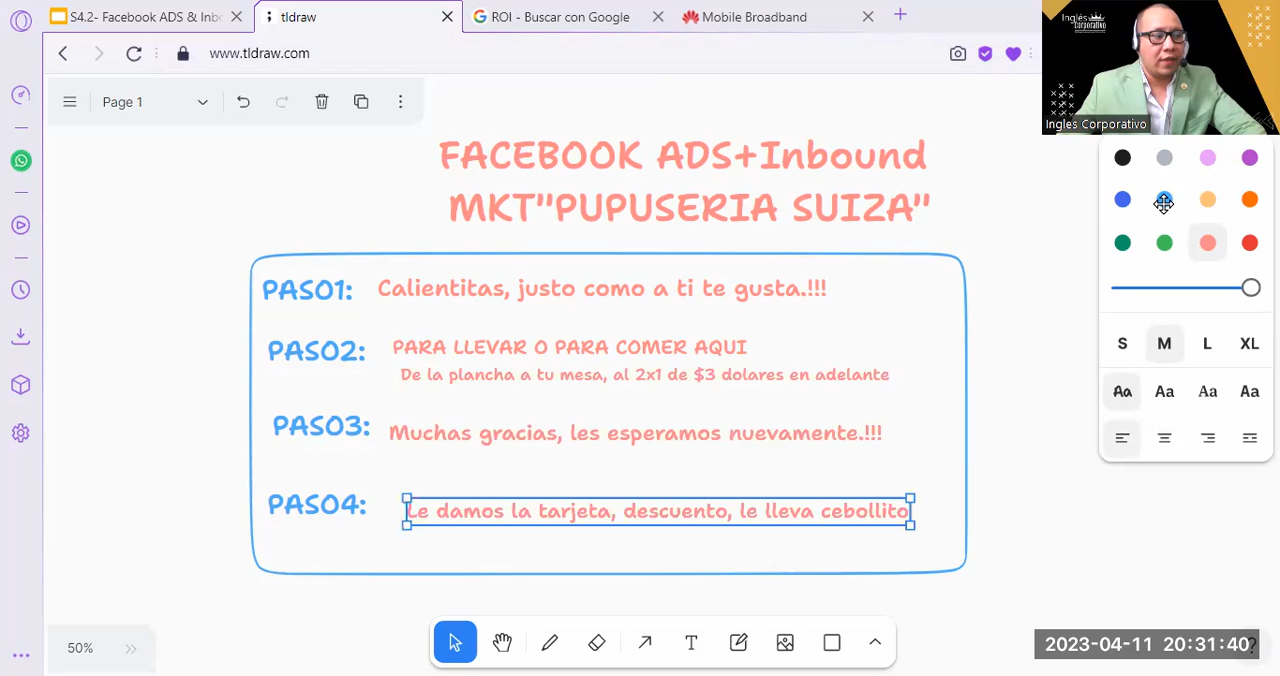 S4.2- Facebook ADS & Inb
tldraw
ROI - Buscar con Google
Mobile Broadband
www.tldraw.com
Page 1
Inglés
Corporativo
Inglés Corporativo
FACEBOOK ADS+Inbound
MKT"PUPUSERIA SUIZA"
PASO1: Calientitas, justo como a ti te gusta.!!!
PASO2: PARA LLEVAR O PARA COMER AQUI
De la plancha a tu mesa, al 2x1 de $3 dolares en adelante
PASO3: Muchas gracias, les esperamos nuevamente.!!!
PASO4: Le damos la tarjeta, descuento, le lleva cebollito
S M L XL
Aa Aa Aa Aa
50%
T
2023-04-11 20:31:40
?